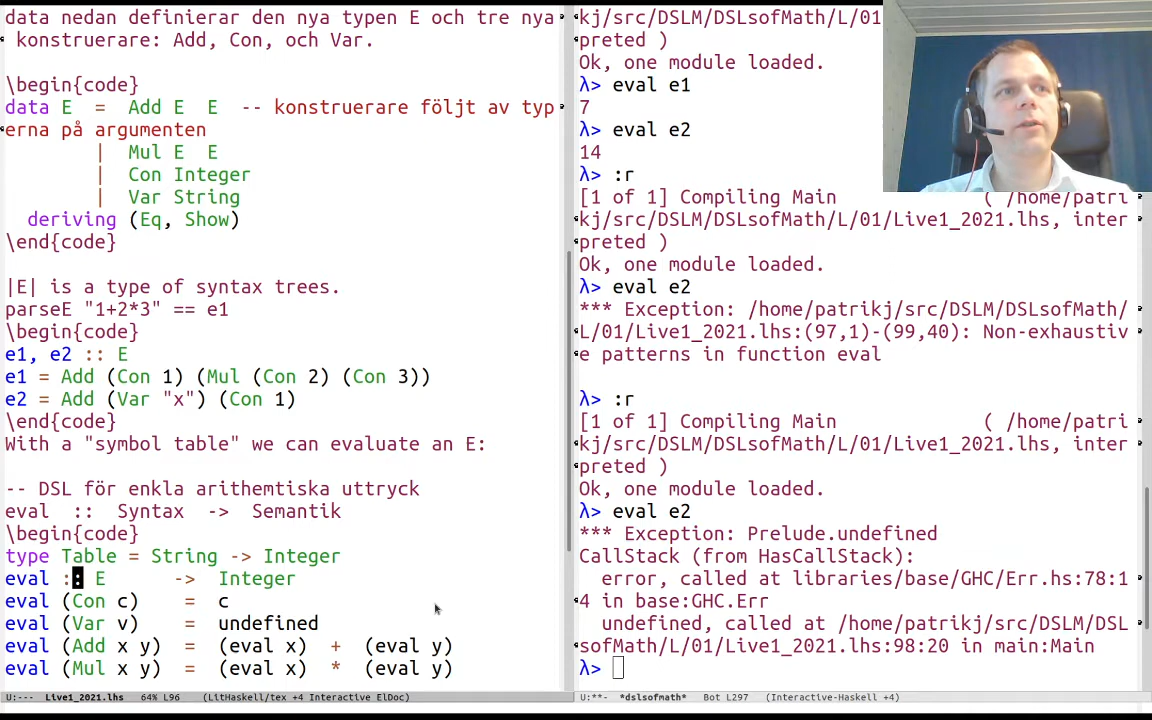 data nedan definierar den nya typen E och tre nya
konstruerare: Add, Con, och Var.
\begin{code}
data E  =  Add E  E  -- konstruerare följt av typ
erna på argumenten
        |  Mul E  E
        |  Con Integer
        |  Var String
  deriving (Eq, Show)
\end{code}
|E| is a type of syntax trees.
parseE "1+2*3" == e1
\begin{code}
e1, e2 :: E
e1 = Add (Con 1) (Mul (Con 2) (Con 3))
e2 = Add (Var "x") (Con 1)
\end{code}
With a "symbol table" we can evaluate an E:
-- DSL för enkla arithemtiska uttryck
eval  ::  Syntax  ->  Semantik
\begin{code}
type Table = String -> Integer
eval :: E      ->  Integer
eval (Con c)    =  c
eval (Var v)    =  undefined
eval (Add x y)  =  (eval x)  +  (eval y)
eval (Mul x y)  =  (eval x)  *  (eval y)
U:---  Live1_2021.lhs   64% L96    (LitHaskell/tex +4 Interactive ElDoc)
kj/src/DSLM/DSLsofMath/L/01
preted )
Ok, one module loaded.
λ> eval e1
7
λ> eval e2
14
λ> :r
[1 of 1] Compiling Main             ( /home/patri
kj/src/DSLM/DSLsofMath/L/01/Live1_2021.lhs, inter
preted )
Ok, one module loaded.
λ> eval e2
*** Exception: /home/patrikj/src/DSLM/DSLsofMath/
L/01/Live1_2021.lhs:(97,1)-(99,40): Non-exhaustiv
e patterns in function eval
λ> :r
[1 of 1] Compiling Main             ( /home/patri
kj/src/DSLM/DSLsofMath/L/01/Live1_2021.lhs, inter
preted )
Ok, one module loaded.
λ> eval e2
*** Exception: Prelude.undefined
CallStack (from HasCallStack):
  error, called at libraries/base/GHC/Err.hs:78:1
4 in base:GHC.Err
  undefined, called at /home/patrikj/src/DSLM/DSL
sofMath/L/01/Live1_2021.lhs:98:20 in main:Main
λ>
U:**-  *dslsofmath*   Bot L297   (Interactive-Haskell +4)